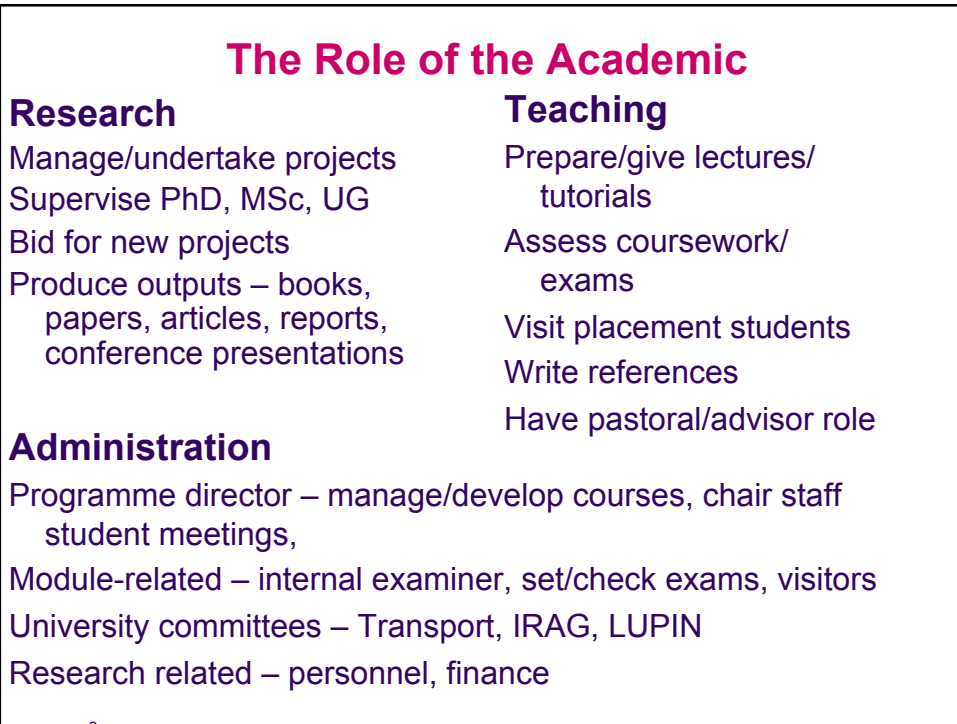 The Role of the Academic
Research
Manage/undertake projects
Supervise PhD, MSc, UG
Bid for new projects
Produce outputs – books,
papers, articles, reports,
conference presentations
Teaching
Prepare/give lectures/
tutorials
Assess coursework/
exams
Visit placement students
Write references
Have pastoral/advisor role
Administration
Programme director – manage/develop courses, chair staff
student meetings,
Module-related – internal examiner, set/check exams, visitors
University committees – Transport, IRAG, LUPIN
Research related – personnel, finance